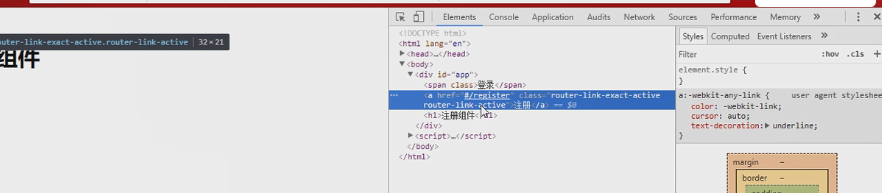 Elements Console Application Audits Network Sources Performance Memory »
outer-link-exact-active.router-link-active | 32×21
组件
<!DOCTYPE html>
<html lang="en">
<head>…</head>
<body>
<div id="app">
<span class>登录</span>
<a href="#/register" class="router-link-exact-active
router-link-active">注册</a> == $0
<h1>注册组件</h1>
</div>
<script>…</script>
</body>
</html>
Styles Computed Event Listeners »
Filter :hov .cls +
element.style {
}
a:-webkit-any-link { user agent styleshee
color: -webkit-link;
cursor: auto;
text-decoration: underline;
}
margin –
border –
padding